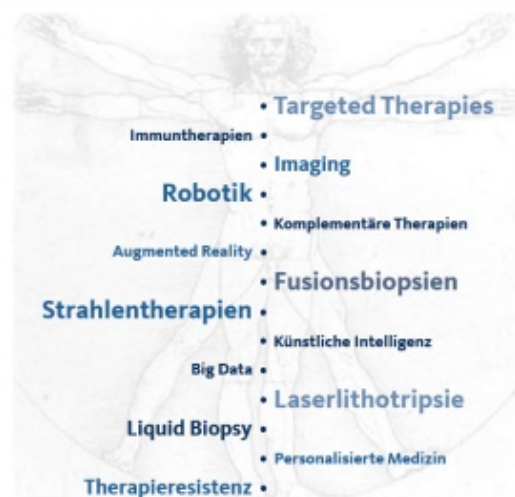 • Targeted Therapies
Immuntherapien •
• Imaging
Robotik •
• Komplementäre Therapien
Augmented Reality •
• Fusionsbiopsien
Strahlentherapien •
• Künstliche Intelligenz
Big Data •
• Laserlithotripsie
Liquid Biopsy •
• Personalisierte Medizin
Therapieresistenz •